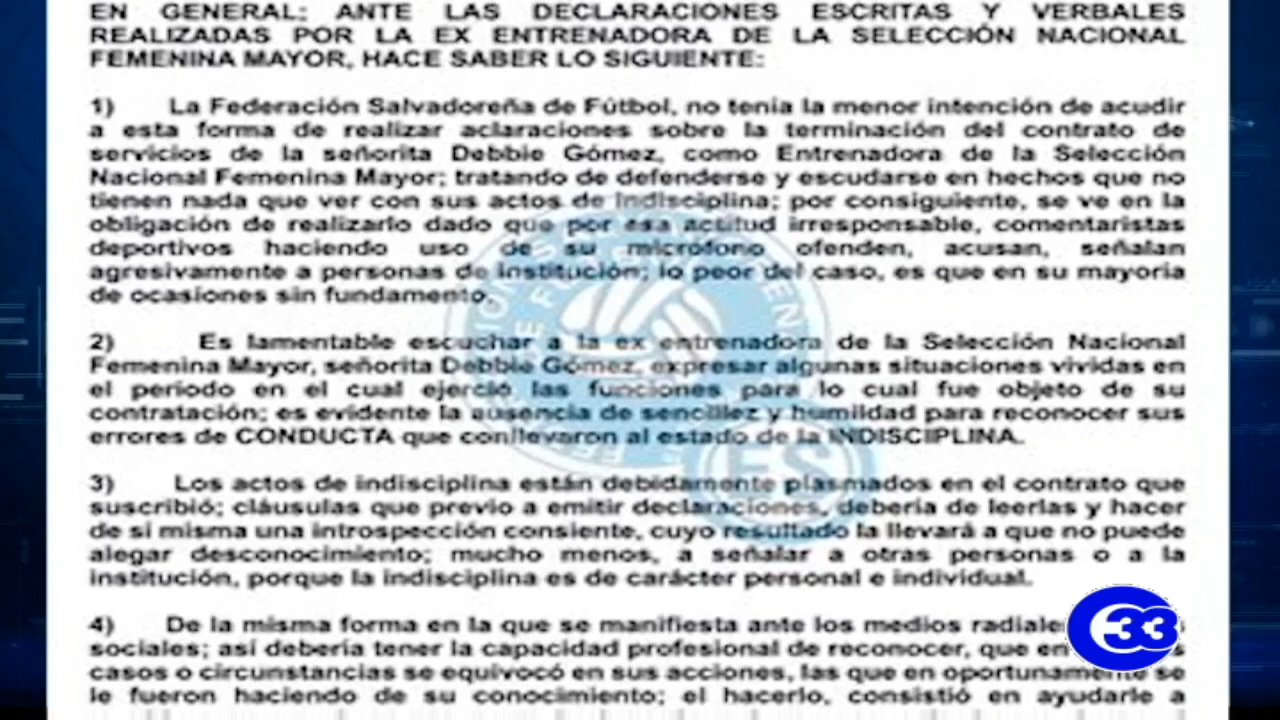 EN GENERAL; ANTE LAS DECLARACIONES ESCRITAS Y VERBALES
REALIZADAS POR LA EX ENTRENADORA DE LA SELECCIÓN NACIONAL
FEMENINA MAYOR, HACE SABER LO SIGUIENTE:
1) La Federación Salvadoreña de Fútbol, no tenía la menor intención de acudir
a esta forma de realizar aclaraciones sobre la terminación del contrato de
servicios de la señorita Debbie Gómez, como Entrenadora de la Selección
Nacional Femenina Mayor; tratando de defenderse y escudarse en hechos que no
tienen nada que ver con sus actos de indisciplina; por consiguiente, se ve en la
obligación de realizarlo dado que por esa actitud irresponsable, comentaristas
deportivos haciendo uso de su micrófono ofenden, acusan, señalan
agresivamente a personas de institución; lo peor del caso, es que en su mayoría
de ocasiones sin fundamento.
2) Es lamentable escuchar a la ex entrenadora de la Selección Nacional
Femenina Mayor, señorita Debbie Gómez, expresar algunas situaciones vividas en
el periodo en el cual ejerció las funciones para lo cual fue objeto de su
contratación; es evidente la ausencia de sencillez y humildad para reconocer sus
errores de CONDUCTA que conllevaron al estado de la INDISCIPLINA.
3) Los actos de indisciplina están debidamente plasmados en el contrato que
suscribió; cláusulas que previo a emitir declaraciones, debería de leerlas y hacer
de sí misma una introspección consiente, cuyo resultado la llevará a que no puede
alegar desconocimiento; mucho menos, a señalar a otras personas o a la
institución, porque la indisciplina es de carácter personal e individual.
4) De la misma forma en la que se manifiesta ante los medios radiale
sociales; así debería tener la capacidad profesional de reconocer, que en
casos o circunstancias se equivocó en sus acciones, las que en oportunamente se
le fueron haciendo de su conocimiento; el hacerlo, consistió en ayudarle a
ES
33